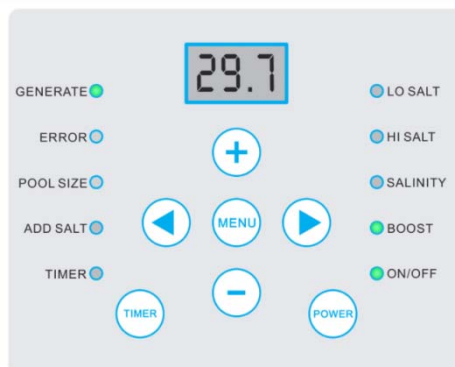 29.7
GENERATE
LO SALT
ERROR
HI SALT
POOL SIZE
SALINITY
ADD SALT
MENU
BOOST
TIMER
ON/OFF
TIMER
POWER